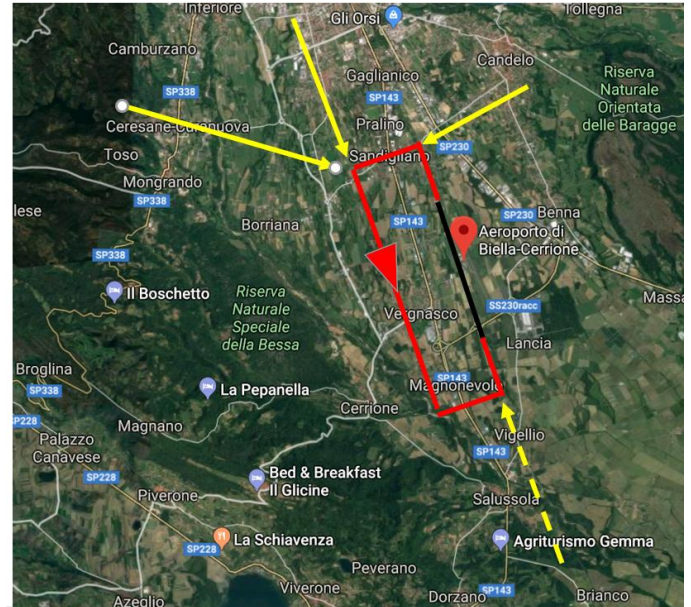 Inferiore
Gli Orsi
Tollegna
Camburzano
Candelo
Gaglianico
SP338
SP143
Riserva
Naturale
Orientata
delle Baragge
Ceresane-Curanuova
Pralino
Toso
Sandigliano
SP230
Mongrando
SP338
lese
SP230
Benna
Borriana
SP143
Aeroporto di
Biella-Cerrione
SP338
Il Boschetto
Riserva
Naturale
Speciale
della Bessa
SS230racc
Massa
Vergnasco
Lancia
Broglina
SP338
La Pepanella
SP143
Magnonevolo
P228
Magnano
Cerrione
Palazzo
Canavese
Vigellio
SP143
SP228
Bed & Breakfast
Il Glicine
Piverone
Salussola
La Schiavenza
SP228
Agriturismo Gemma
Peverano
Viverone
Dorzano
SP143
Brianco
Azeglio